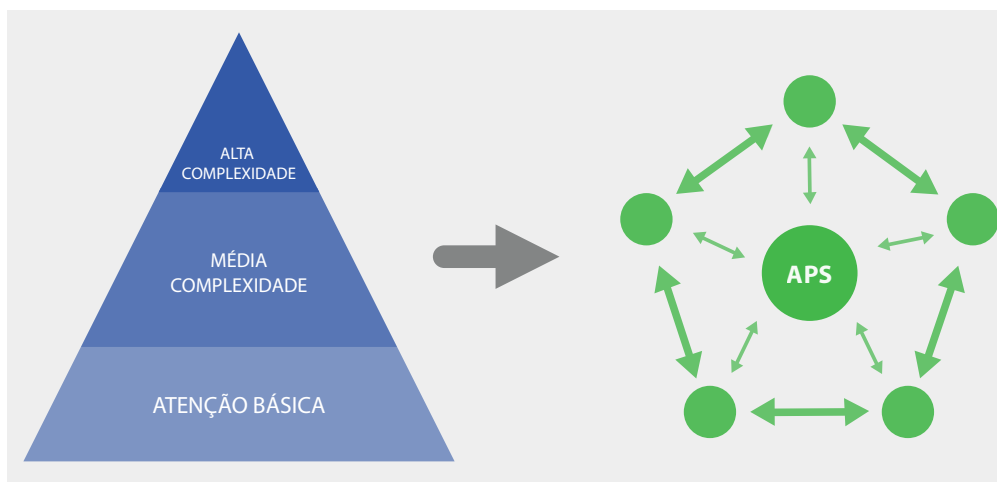 ALTA
COMPLEXIDADE
MÉDIA
COMPLEXIDADE
ATENÇÃO BÁSICA
APS